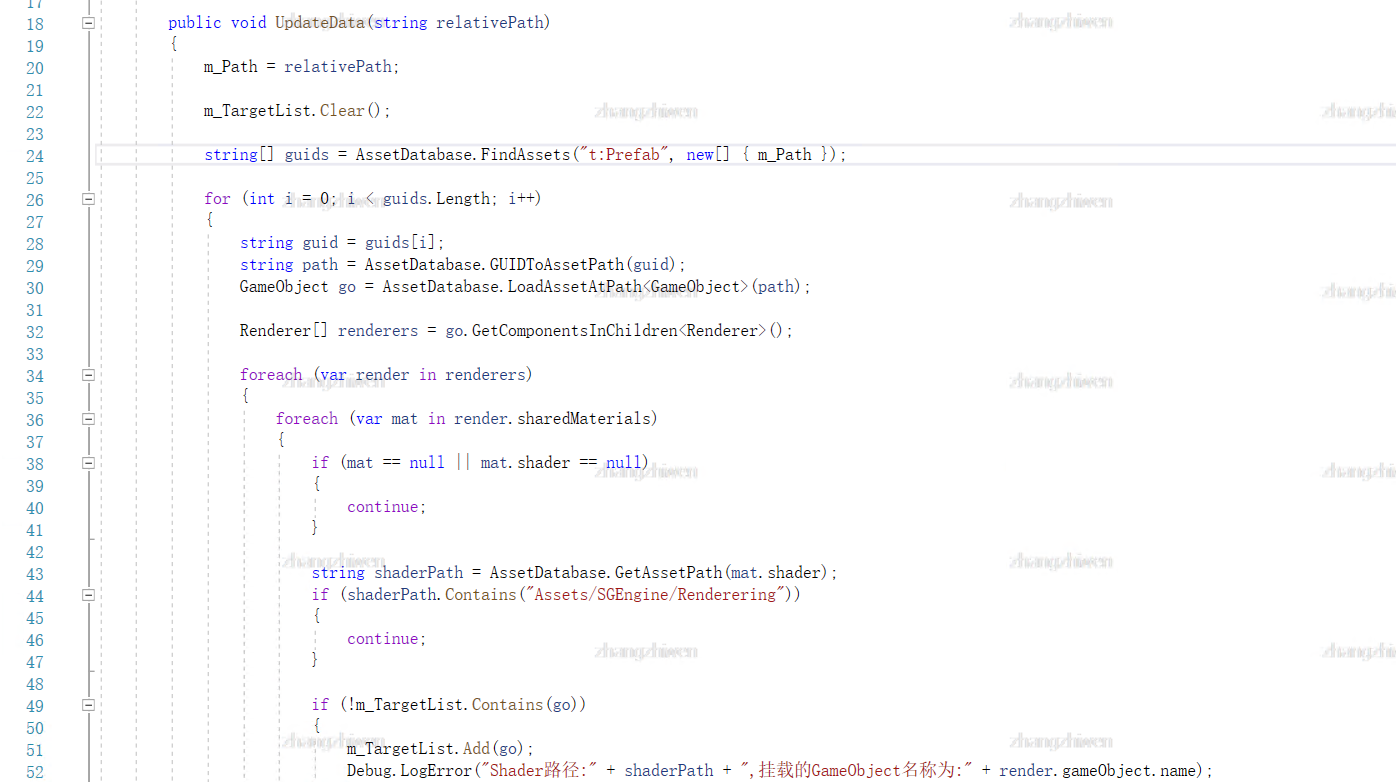 17
18 public void UpdateData(string relativePath)
19 {
20 m_Path = relativePath;
21
22 m_TargetList.Clear();
23
24 string[] guids = AssetDatabase.FindAssets("t:Prefab", new[] { m_Path });
25
26 for (int i = 0; i < guids.Length; i++)
27 {
28 string guid = guids[i];
29 string path = AssetDatabase.GUIDToAssetPath(guid);
30 GameObject go = AssetDatabase.LoadAssetAtPath<GameObject>(path);
31
32 Renderer[] renderers = go.GetComponentsInChildren<Renderer>();
33
34 foreach (var render in renderers)
35 {
36 foreach (var mat in render.sharedMaterials)
37 {
38 if (mat == null || mat.shader == null)
39 {
40 continue;
41 }
42
43 string shaderPath = AssetDatabase.GetAssetPath(mat.shader);
44 if (shaderPath.Contains("Assets/SGEngine/Renderering"))
45 {
46 continue;
47 }
48
49 if (!m_TargetList.Contains(go))
50 {
51 m_TargetList.Add(go);
52 Debug.LogError("Shader路径:" + shaderPath + ",挂载的GameObject名称为:" + render.gameObject.name);